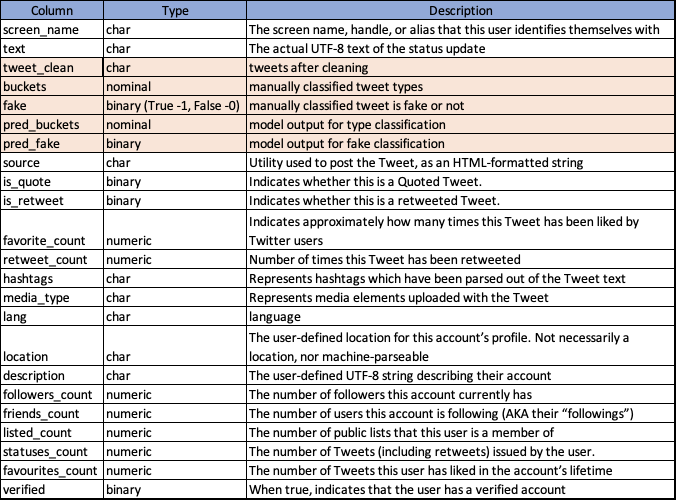 Column Type Description
screen_name char The screen name, handle, or alias that this user identifies themselves with
text char The actual UTF-8 text of the status update
tweet_clean char tweets after cleaning
buckets nominal manually classified tweet types
fake binary (True -1, False -0) manually classified tweet is fake or not
pred_buckets nominal model output for type classification
pred_fake binary model output for fake classification
source char Utility used to post the Tweet, as an HTML-formatted string
is_quote binary Indicates whether this is a Quoted Tweet.
is_retweet binary Indicates whether this is a retweeted Tweet.
Indicates approximately how many times this Tweet has been liked by
favorite_count numeric Twitter users
retweet_count numeric Number of times this Tweet has been retweeted
hashtags char Represents hashtags which have been parsed out of the Tweet text
media_type char Represents media elements uploaded with the Tweet
lang char language
The user-defined location for this account’s profile. Not necessarily a
location char location, nor machine-parseable
description char The user-defined UTF-8 string describing their account
followers_count numeric The number of followers this account currently has
friends_count numeric The number of users this account is following (AKA their “followings”)
listed_count numeric The number of public lists that this user is a member of
statuses_count numeric The number of Tweets (including retweets) issued by the user.
favourites_count numeric The number of Tweets this user has liked in the account’s lifetime
verified binary When true, indicates that the user has a verified account